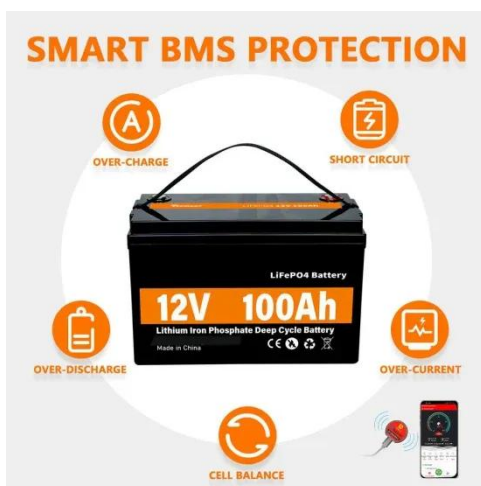 SMART BMS PROTECTION
A
OVER-CHARGE
SHORT CIRCUIT
LiFePO4 Battery
12V 100Ah
Lithium Iron Phosphate Deep Cycle Battery
Made in China
CE
OVER-DISCHARGE
OVER-CURRENT
CELL BALANCE